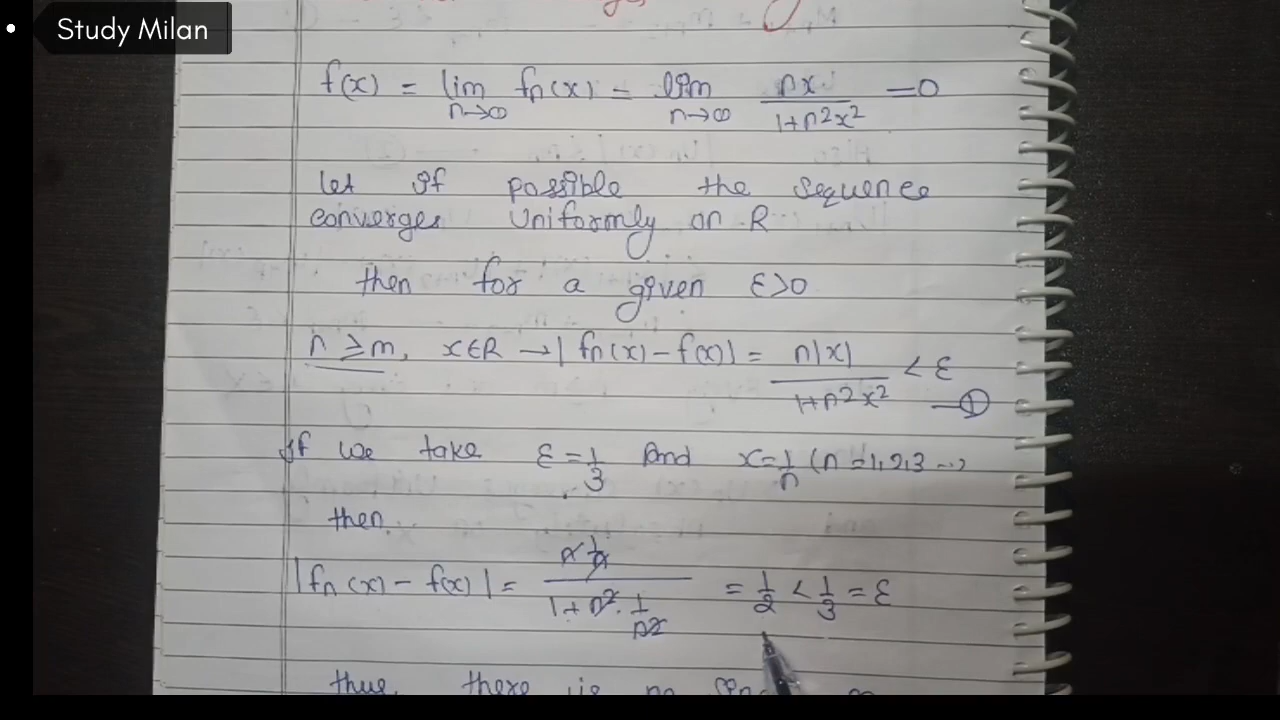 Study Milan
f(x) = lim n→∞ fn(x) = lim n→∞ nx / 1+n²x² = 0
let if possible the sequence
converges uniformly on R
then for a given ε>0
n ≥ m, x∈R → | fn(x) - f(x) | = n|x| / 1+n²x² < ε
—①
If we take ε = 1/3 and x = 1/n (n = 1,2,3 ...)
then
| fn(x) - f(x) | = n 1/n / 1 + n². 1/n² = 1/2 < 1/3 = ε
thus there is no